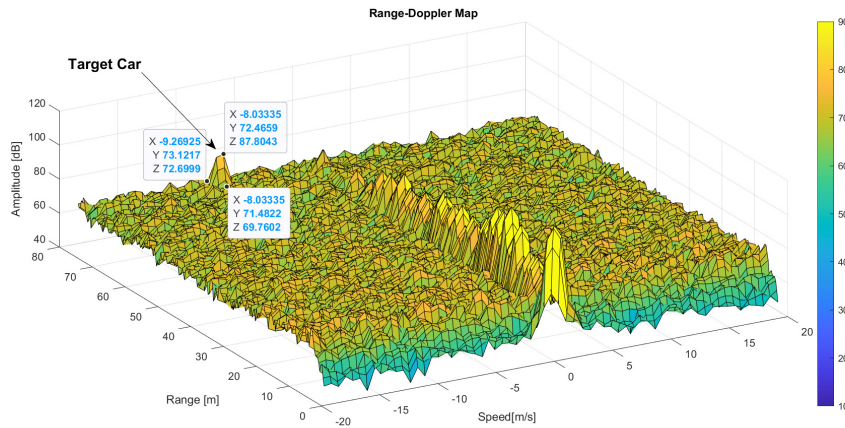 Range-Doppler Map
Target Car
X -8.03335
Y 72.4659
Z 87.8043
X -9.26925
Y 73.1217
Z 72.6999
X -8.03335
Y 71.4822
Z 69.7602
Amplitude [dB]
120
100
80
60
40
Range [m]
80
70
60
50
40
30
20
10
0
Speed[m/s]
-20
-15
-10
-5
0
5
10
15
20
90
80
70
60
50
40
30
20
10